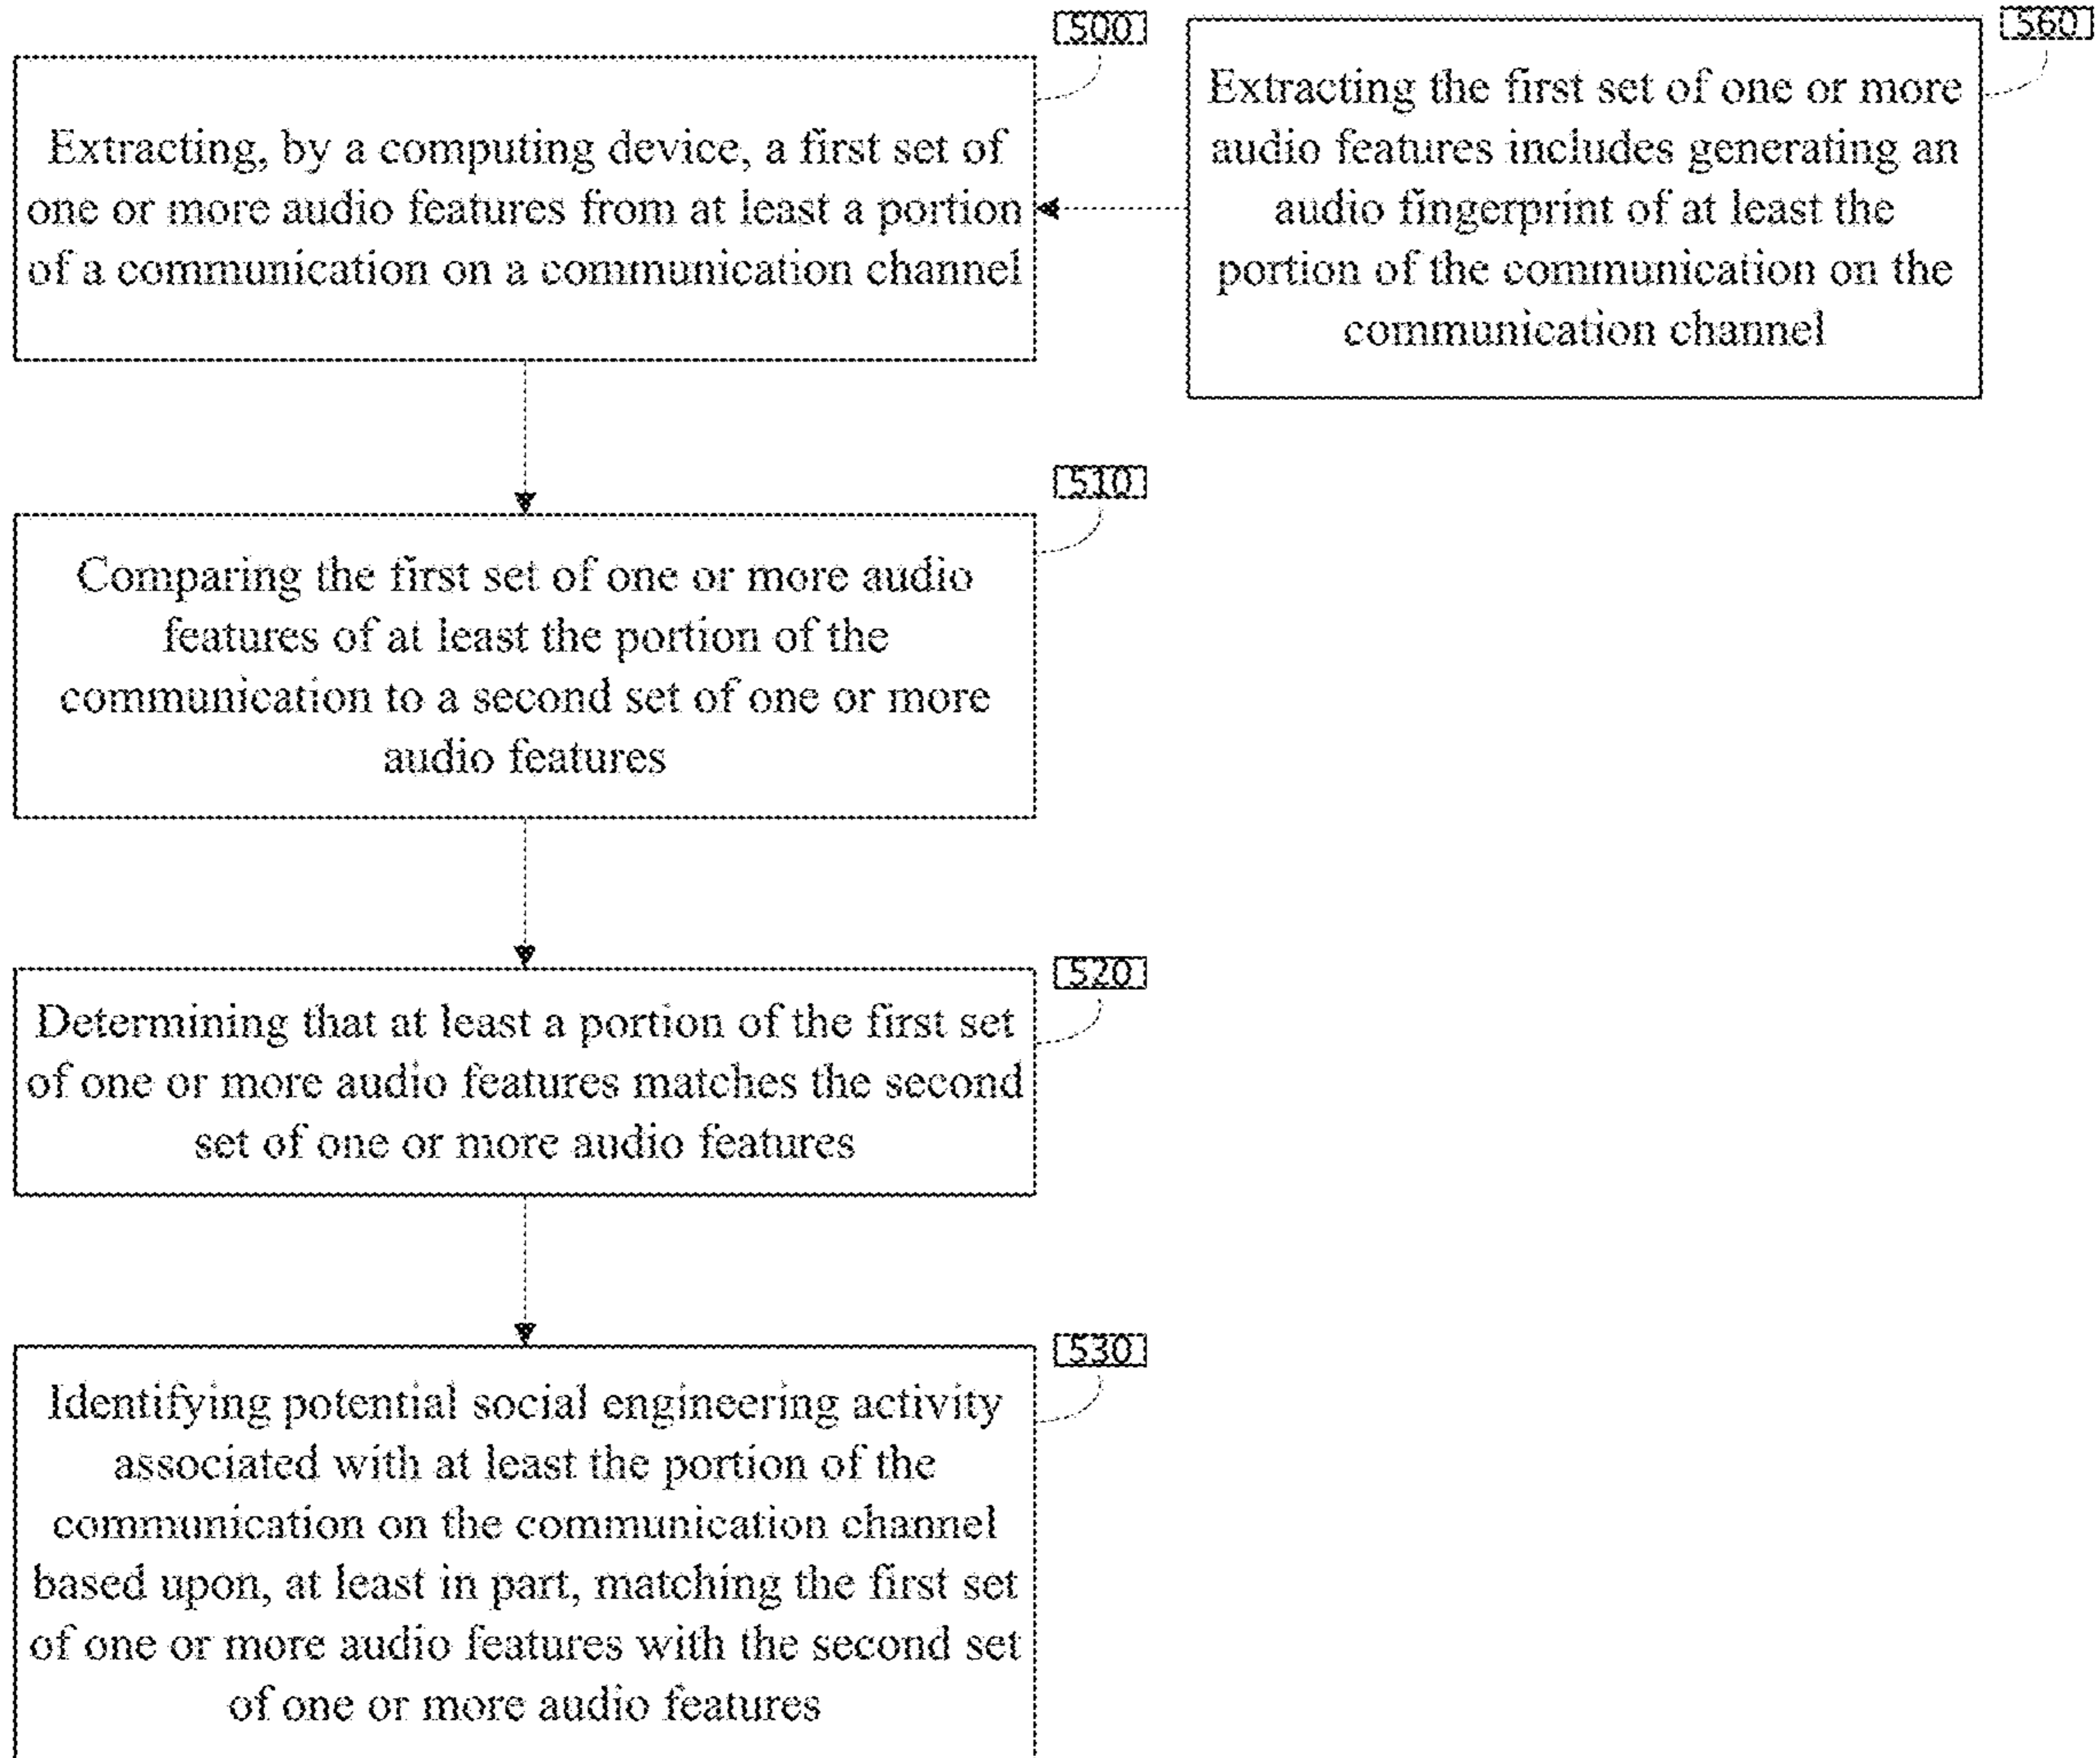 500
Extracting, by a computing device, a first set of
one or more audio features from at least a portion
of a communication on a communication channel
560
Extracting the first set of one or more
audio features includes generating an
audio fingerprint of at least the
portion of the communication on the
communication channel
510
Comparing the first set of one or more audio
features of at least the portion of the
communication to a second set of one or more
audio features
520
Determining that at least a portion of the first set
of one or more audio features matches the second
set of one or more audio features
530
Identifying potential social engineering activity
associated with at least the portion of the
communication on the communication channel
based upon, at least in part, matching the first set
of one or more audio features with the second set
of one or more audio features